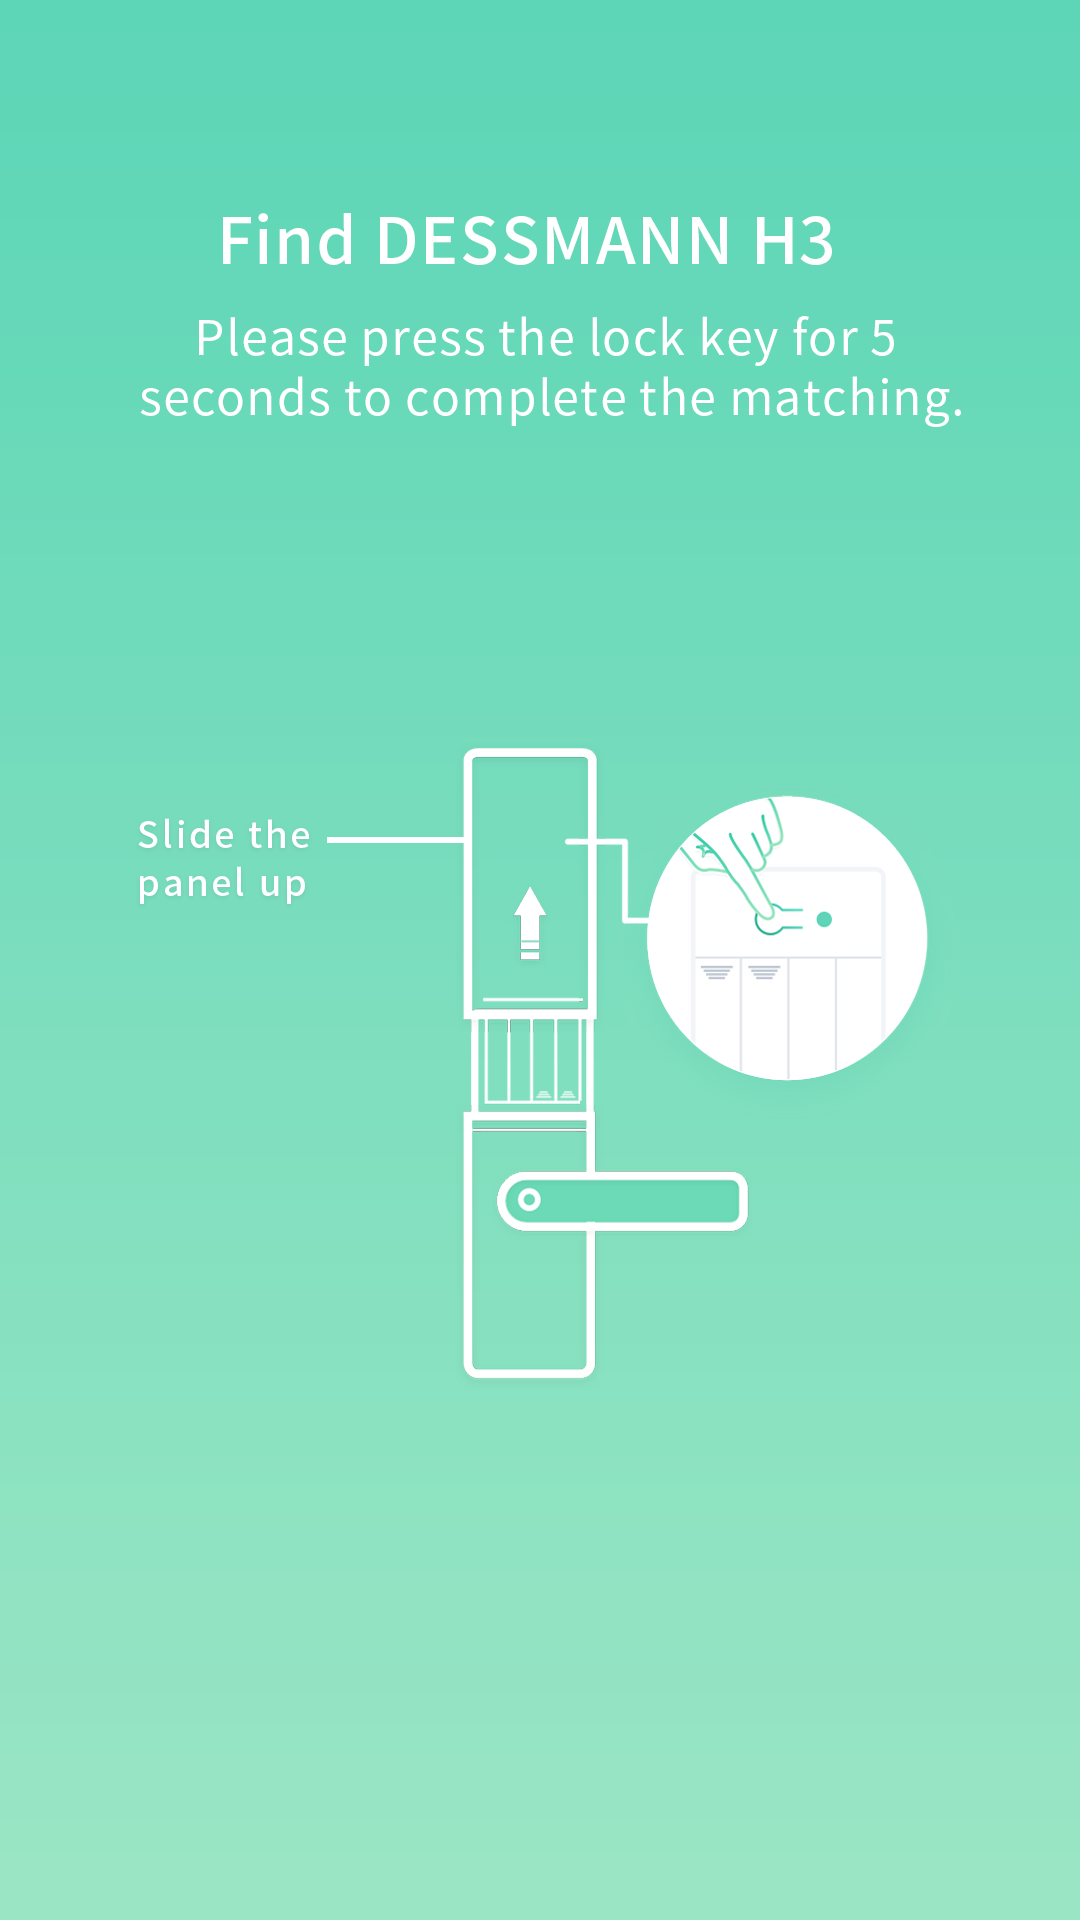 Find DESSMANN H3
Please press the lock key for 5
seconds to complete the matching.
Slide the
panel up